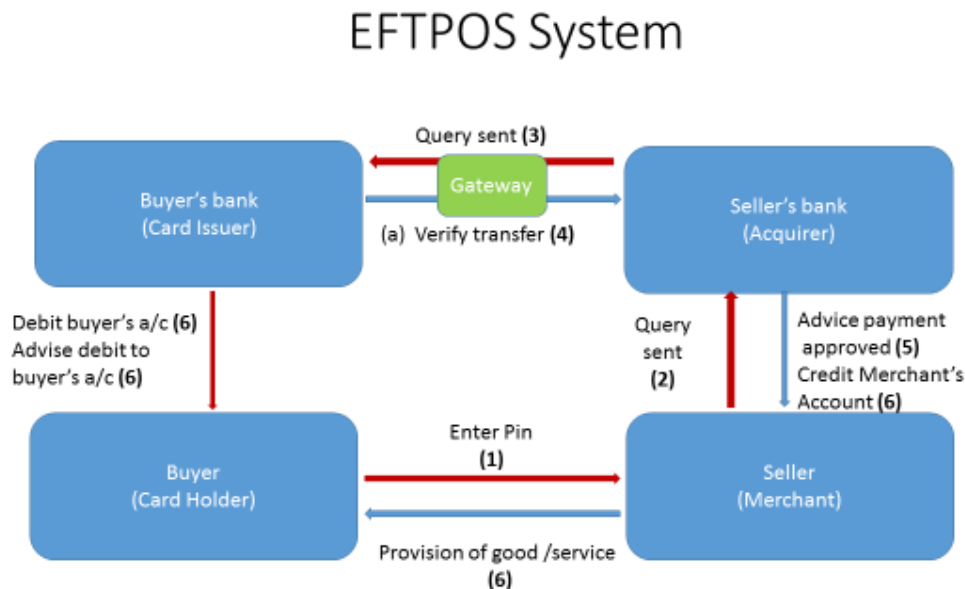 EFTPOS System
Query sent (3)
Gateway
Buyer's bank
(Card Issuer)
Seller's bank
(Acquirer)
(a) Verify transfer (4)
Debit buyer's a/c (6)
Advise debit to
buyer's a/c (6)
Query
sent
(2)
Advice payment
approved (5)
Credit Merchant's
Account (6)
Enter Pin
(1)
Buyer
(Card Holder)
Seller
(Merchant)
Provision of good /service
(6)